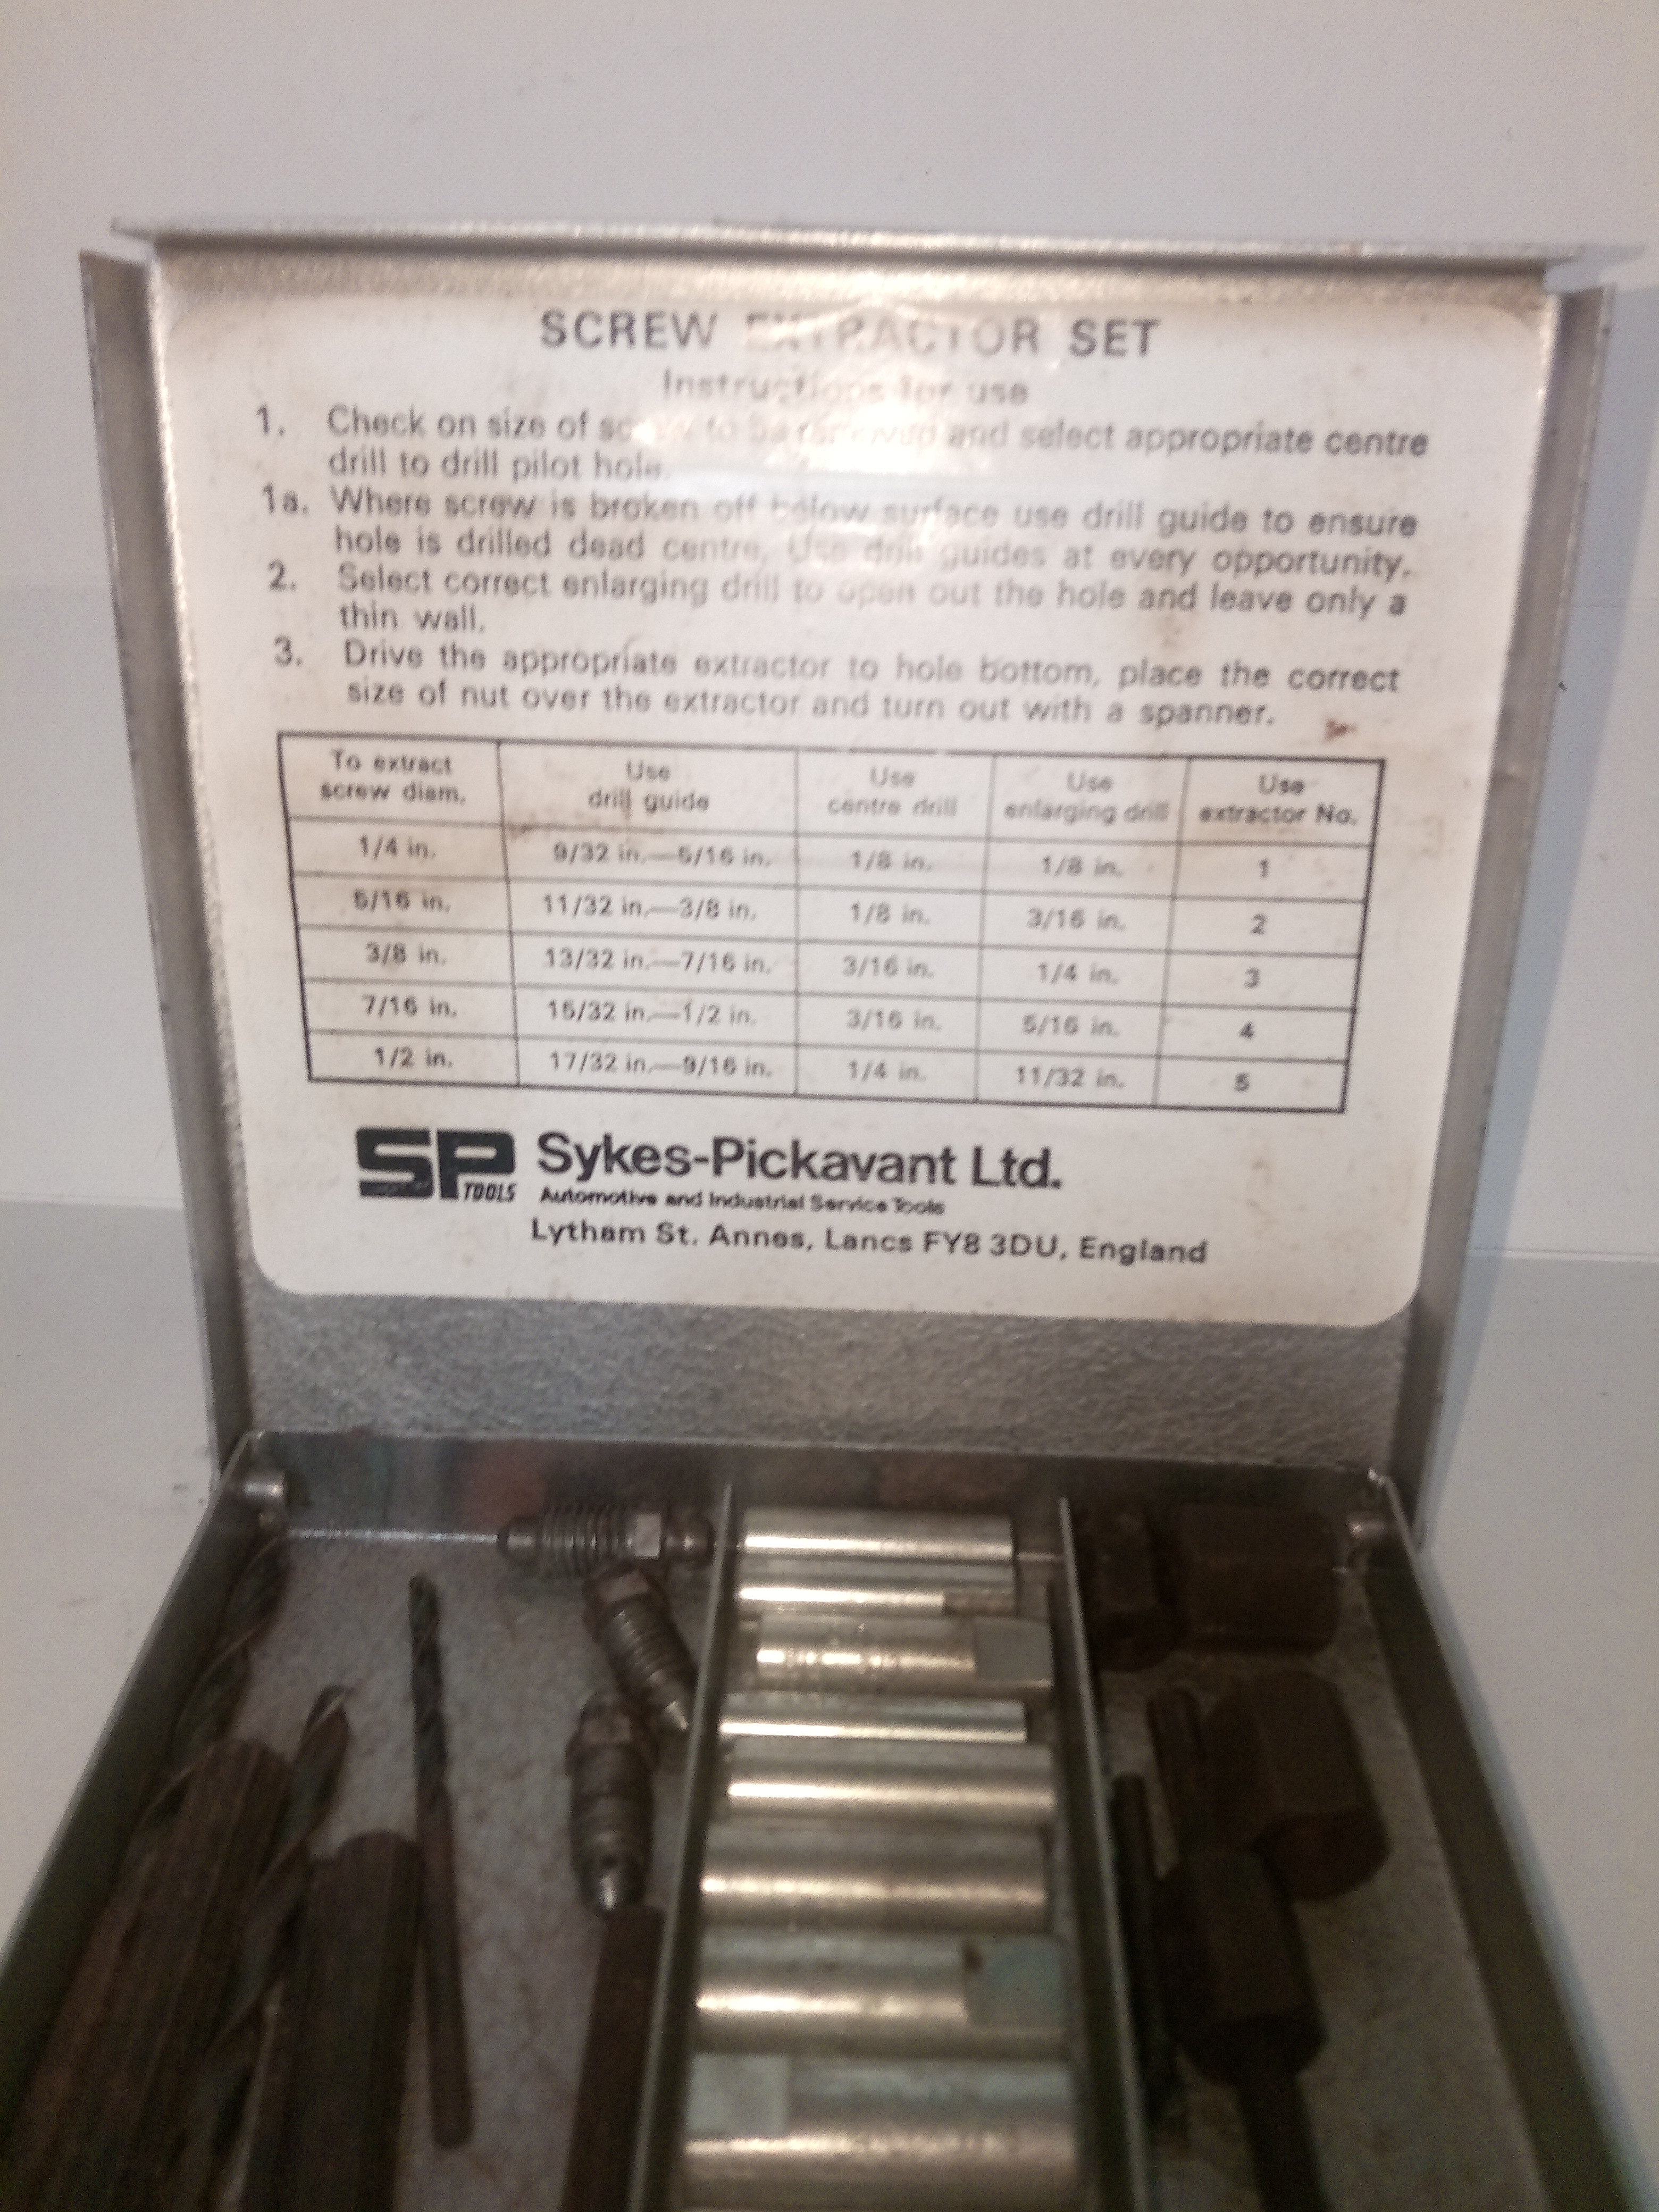 SCREW EXTRACTOR SET
Instructions for use
1. Check on size of screw to be removed and select appropriate centre
drill to drill pilot hole.
1a. Where screw is broken off below surface use drill guide to ensure
hole is drilled dead centre. Use drill guides at every opportunity.
2. Select correct enlarging drill to open out the hole and leave only a
thin wall.
3. Drive the appropriate extractor to hole bottom, place the correct
size of nut over the extractor and turn out with a spanner.
To extract screw diam. Use drill guide Use centre drill Use enlarging drill Use extractor No.
1/4 in. 9/32 in.—5/16 in. 1/8 in. 1/8 in. 1
5/16 in. 11/32 in.—3/8 in. 1/8 in. 3/16 in. 2
3/8 in. 13/32 in.—7/16 in. 3/16 in. 1/4 in. 3
7/16 in. 15/32 in.—1/2 in. 3/16 in. 5/16 in. 4
1/2 in. 17/32 in.—9/16 in. 1/4 in. 11/32 in. 5
SP TOOLS Sykes-Pickavant Ltd.
Automotive and Industrial Service Tools
Lytham St. Annes, Lancs FY8 3DU, England